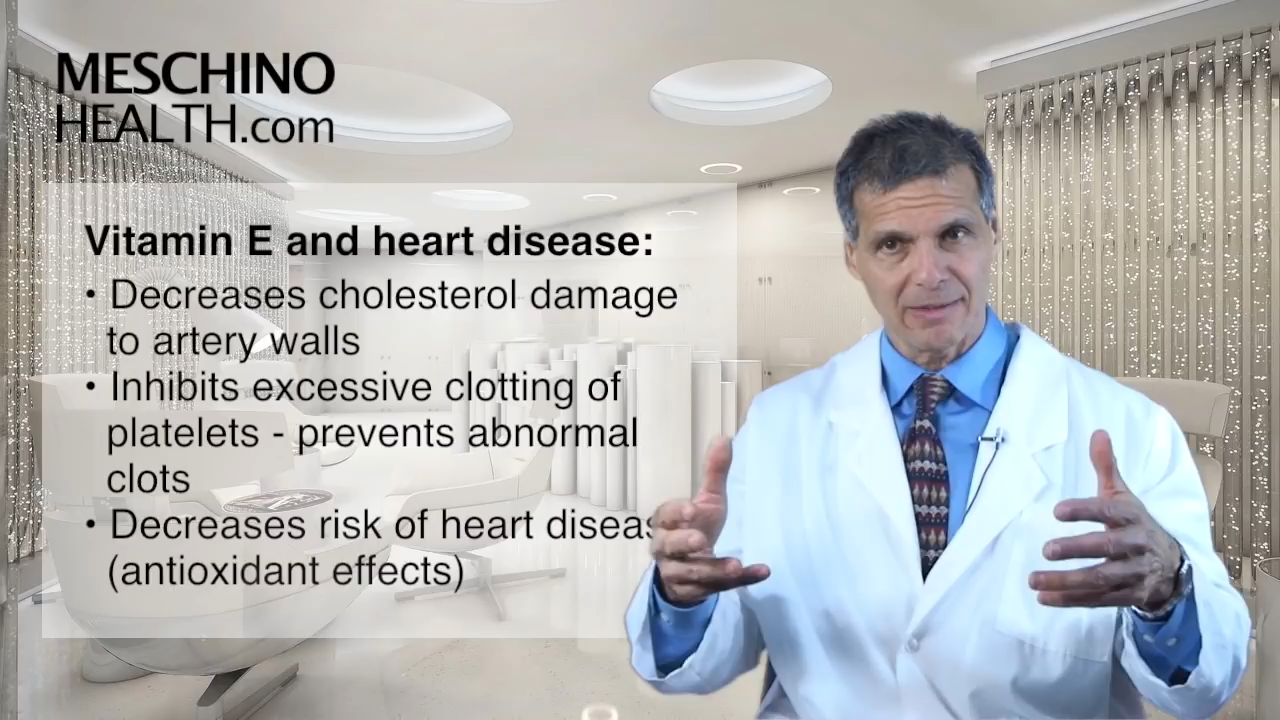 MESCHINO
HEALTH.com
Vitamin E and heart disease:
• Decreases cholesterol damage
to artery walls
• Inhibits excessive clotting of
platelets - prevents abnormal
clots
• Decreases risk of heart diseas
(antioxidant effects)